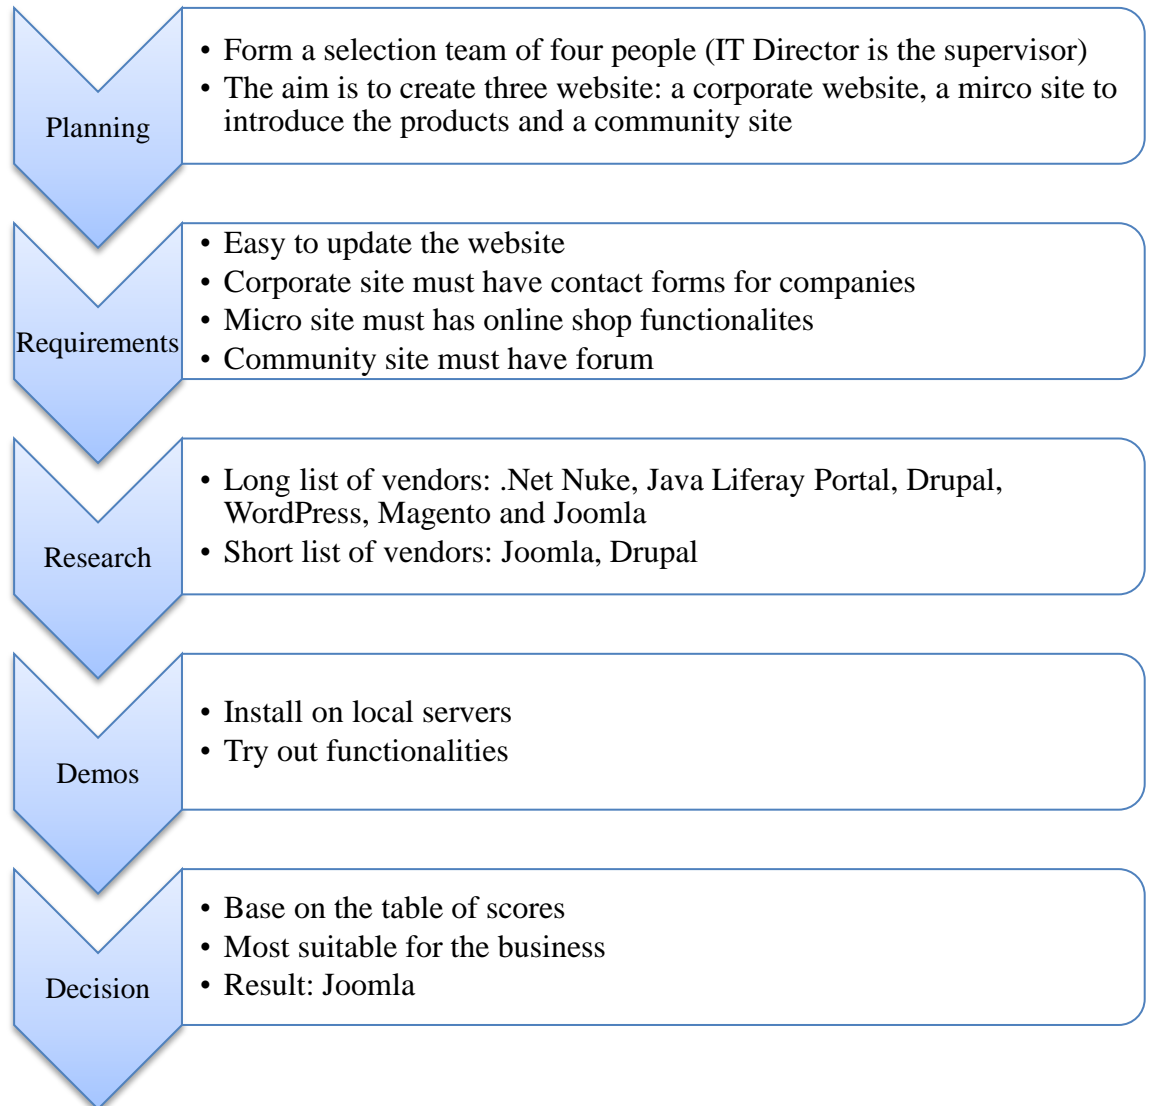 Planning
• Form a selection team of four people (IT Director is the supervisor)
• The aim is to create three website: a corporate website, a mirco site to
introduce the products and a community site
Requirements
• Easy to update the website
• Corporate site must have contact forms for companies
• Micro site must has online shop functionalites
• Community site must have forum
Research
• Long list of vendors: .Net Nuke, Java Liferay Portal, Drupal,
WordPress, Magento and Joomla
• Short list of vendors: Joomla, Drupal
Demos
• Install on local servers
• Try out functionalities
Decision
• Base on the table of scores
• Most suitable for the business
• Result: Joomla